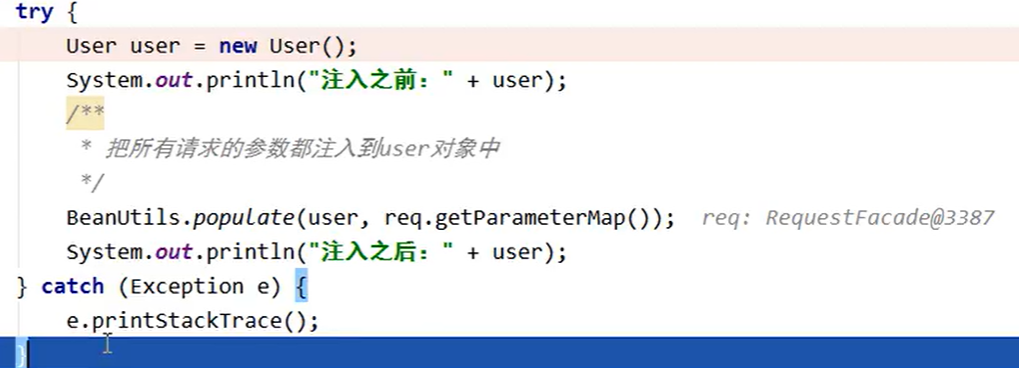 try {
    User user = new User();
    System.out.println("注入之前：" + user);
    /**
     * 把所有请求的参数都注入到user对象中
     */
    BeanUtils.populate(user, req.getParameterMap());  req: RequestFacade@3387
    System.out.println("注入之后：" + user);
} catch (Exception e) {
    e.printStackTrace();
}